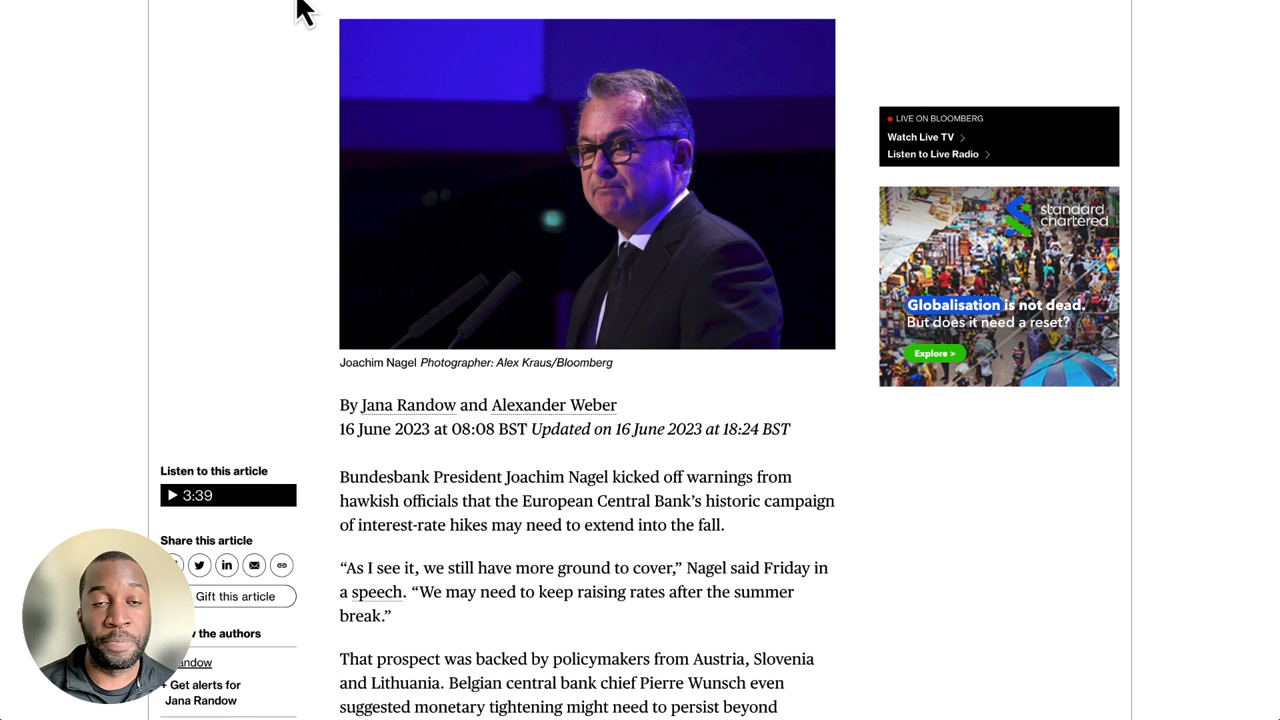 LIVE ON BLOOMBERG
Watch Live TV
Listen to Live Radio
standard
chartered
Globalisation is not dead.
But does it need a reset?
Explore >
Joachim Nagel Photographer: Alex Kraus/Bloomberg
By Jana Randow and Alexander Weber
16 June 2023 at 08:08 BST Updated on 16 June 2023 at 18:24 BST
Listen to this article
3:39
Share this article
Gift this article
the authors
+ Get alerts for
Jana Randow
Bundesbank President Joachim Nagel kicked off warnings from
hawkish officials that the European Central Bank’s historic campaign
of interest-rate hikes may need to extend into the fall.
“As I see it, we still have more ground to cover,” Nagel said Friday in
a speech. “We may need to keep raising rates after the summer
break.”
That prospect was backed by policymakers from Austria, Slovenia
and Lithuania. Belgian central bank chief Pierre Wunsch even
suggested monetary tightening might need to persist beyond